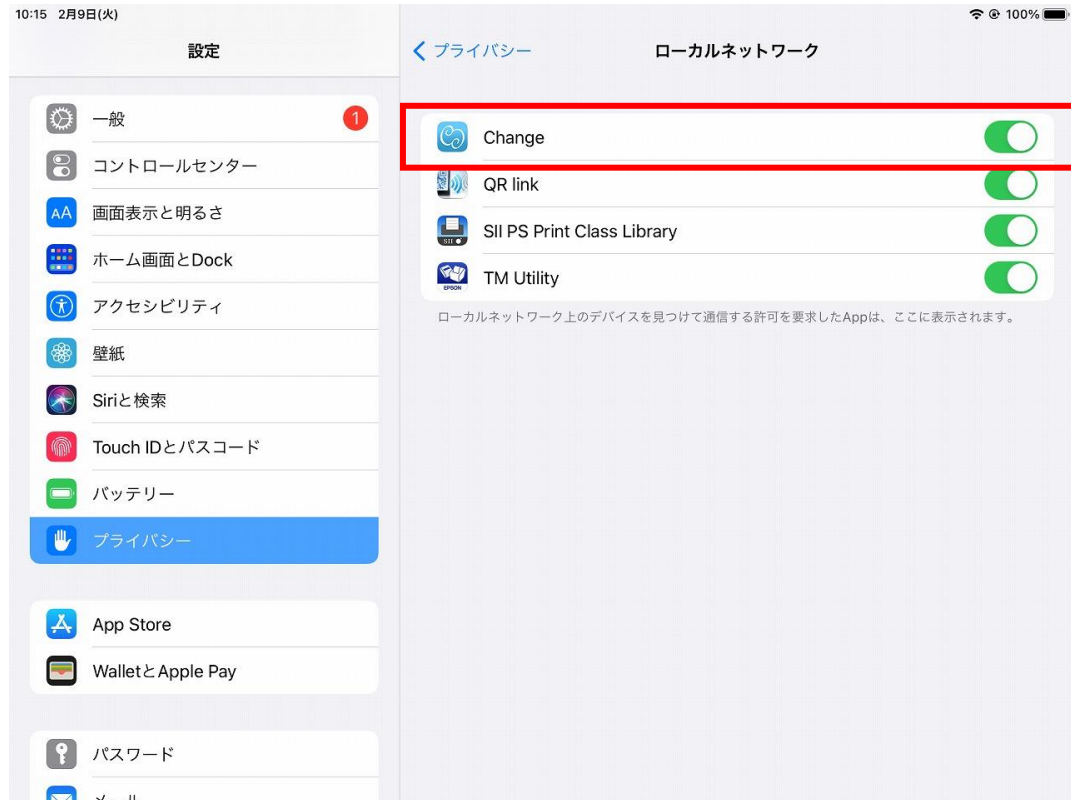 10:15 2月9日(火)
100%
設定
一般
1
コントロールセンター
AA
画面表示と明るさ
ホーム画面とDock
アクセシビリティ
壁紙
Siriと検索
Touch IDとパスコード
バッテリー
プライバシー
App Store
WalletとApple Pay
パスワード
メール
プライバシー
ローカルネットワーク
Change
QR link
SII
SII PS Print Class Library
EPSON
TM Utility
ローカルネットワーク上のデバイスを見つけて通信する許可を要求したAppは、ここに表示されます。